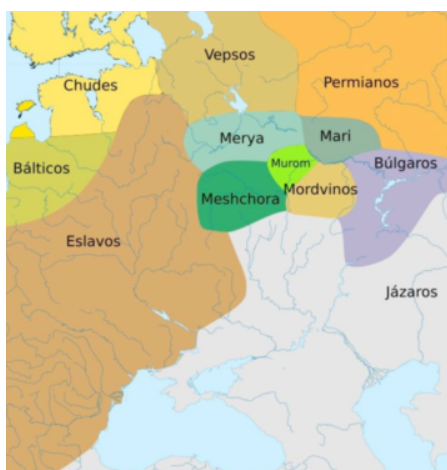 Vepsos
Permianos
Chudes
Merya
Mari
Murom
Bálticos
Búlgaros
Meshchora
Mordvinos
Eslavos
Jázaros